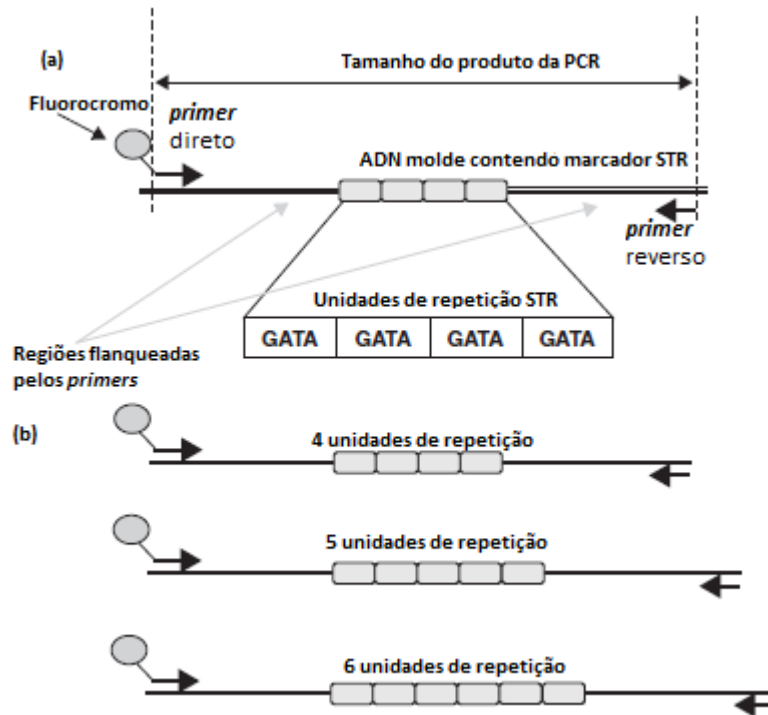 (a)
Tamanho do produto da PCR
Fluorocromo
primer
direto
ADN molde contendo marcador STR
primer
reverso
Unidades de repetição STR
GATA GATA GATA GATA
Regiões flanqueadas
pelos primers
(b)
4 unidades de repetição
5 unidades de repetição
6 unidades de repetição